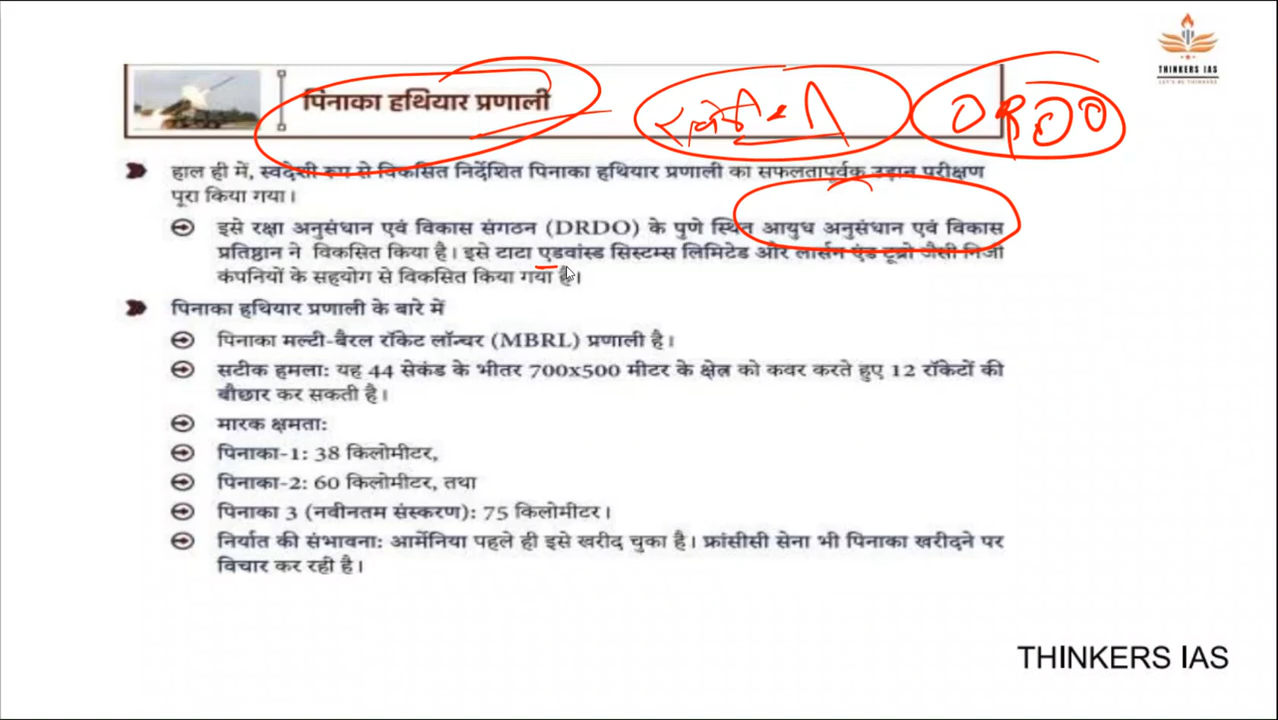 THINKERS IAS
LET'S BE THINKERS
पिनाका हथियार प्रणाली
DRDO
हाल ही में, स्वदेशी रूप से विकसित निर्देशित पिनाका हथियार प्रणाली का सफलतापूर्वक उड़ान परीक्षण
पूरा किया गया।
इसे रक्षा अनुसंधान एवं विकास संगठन (DRDO) के पुणे स्थित आयुध अनुसंधान एवं विकास
प्रतिष्ठान ने विकसित किया है। इसे टाटा एडवांस्ड सिस्टम्स लिमिटेड और लार्सन एंड टूब्रो जैसी निजी
कंपनियों के सहयोग से विकसित किया गया है।
पिनाका हथियार प्रणाली के बारे में
पिनाका मल्टी-बैरल रॉकेट लॉन्चर (MBRL) प्रणाली है।
सटीक हमला: यह 44 सेकंड के भीतर 700x500 मीटर के क्षेत्र को कवर करते हुए 12 रॉकेटों की
बौछार कर सकती है।
मारक क्षमता:
पिनाका-1: 38 किलोमीटर,
पिनाका-2: 60 किलोमीटर, तथा
पिनाका 3 (नवीनतम संस्करण): 75 किलोमीटर।
निर्यात की संभावना: आर्मेनिया पहले ही इसे खरीद चुका है। फ्रांसीसी सेना भी पिनाका खरीदने पर
विचार कर रही है।
THINKERS IAS